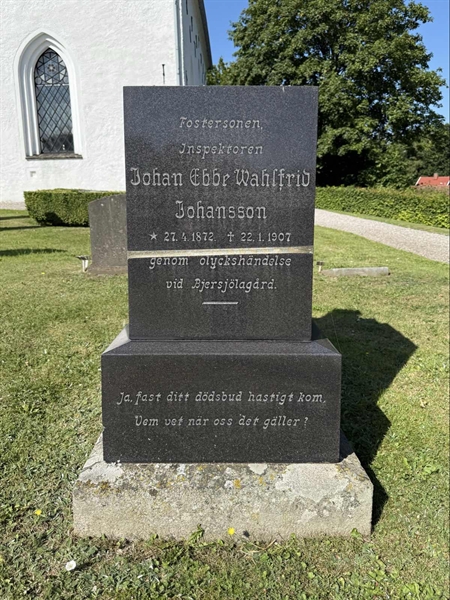 Fostersonen,
Inspektoren
Johan Ebbe Wahlfrid
Johansson
* 27.4.1872. ✝ 22.1.1907
genom olyckshändelse
vid Bjersjölagård.
Ja, fast ditt dödsbud hastigt kom,
Vem vet när oss det gäller?